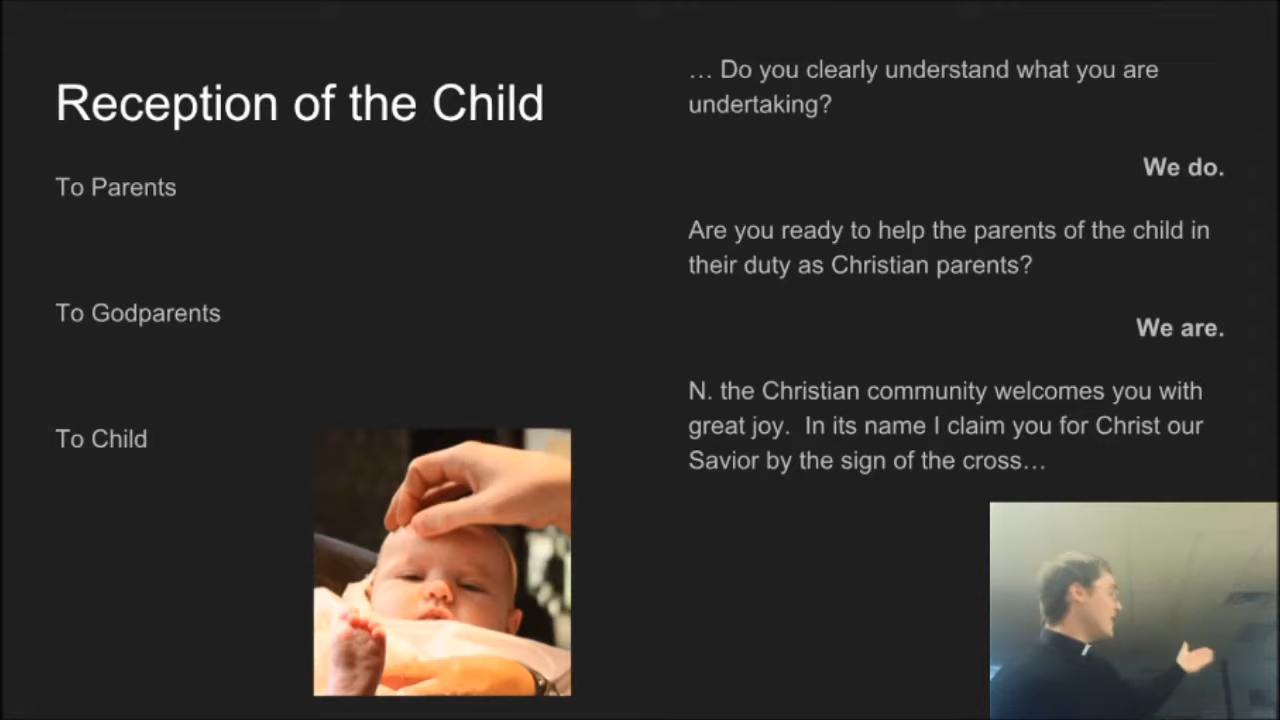 Reception of the Child
To Parents
To Godparents
To Child
… Do you clearly understand what you are
undertaking?
We do.
Are you ready to help the parents of the child in
their duty as Christian parents?
We are.
N. the Christian community welcomes you with
great joy.  In its name I claim you for Christ our
Savior by the sign of the cross…